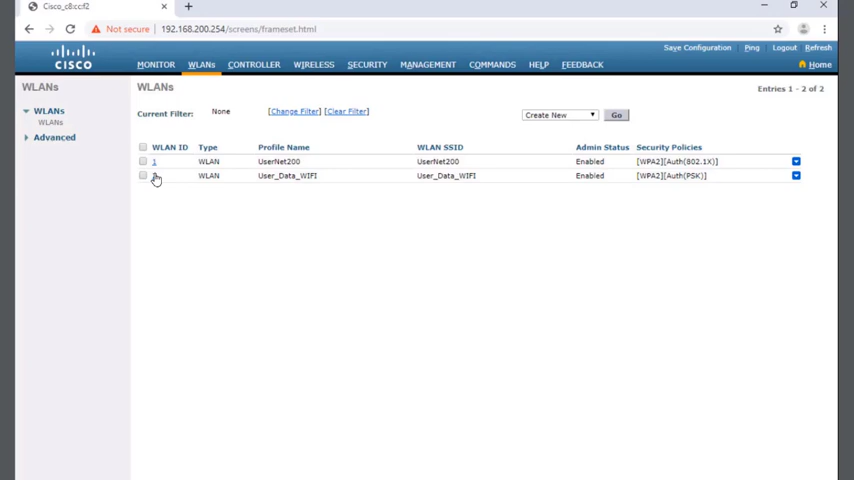 Cisco_c8:cc:f2
Not secure 192.168.200.254/screens/frameset.html
Save Configuration Ping Logout Refresh
CISCO MONITOR WLANs CONTROLLER WIRELESS SECURITY MANAGEMENT COMMANDS HELP FEEDBACK Home
WLANs WLANs Entries 1 - 2 of 2
WLANs
WLANs
Advanced
Current Filter: None [Change Filter] [Clear Filter] Create New Go
WLAN ID Type Profile Name WLAN SSID Admin Status Security Policies
1 WLAN UserNet200 UserNet200 Enabled [WPA2][Auth(802.1X)]
WLAN User_Data_WIFI User_Data_WIFI Enabled [WPA2][Auth(PSK)]